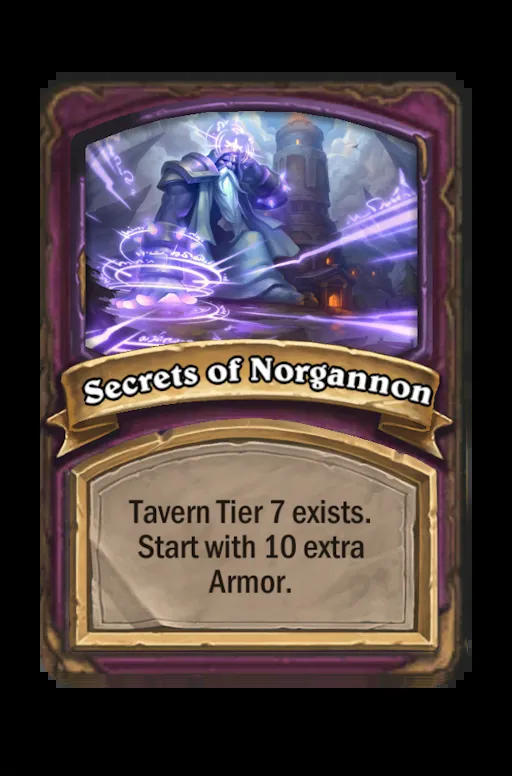 Secrets of Norgannon
Tavern Tier 7 exists.
Start with 10 extra
Armor.